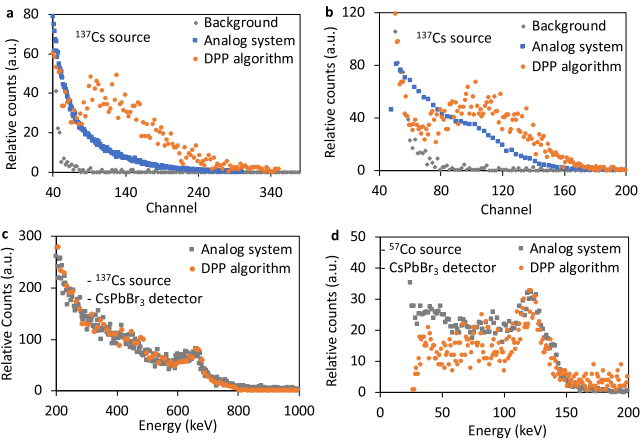 a
80
60
40
20
0
40
140
240
340
Relative counts (a.u.)
Channel
137Cs source
Background
Analog system
DPP algorithm
b
120
80
40
0
40
80
120
160
200
Relative counts (a.u.)
Channel
137Cs source
Background
Analog system
DPP algorithm
c
300
200
100
0
200
400
600
800
1000
Relative Counts (a.u.)
Energy (keV)
- 137Cs source
- CsPbBr3 detector
Analog system
DPP algorithm
d
50
40
30
20
10
0
0
50
100
150
200
Relative Counts (a.u.)
Energy (keV)
- 57Co source
- CsPbBr3 detector
Analog system
DPP algorithm